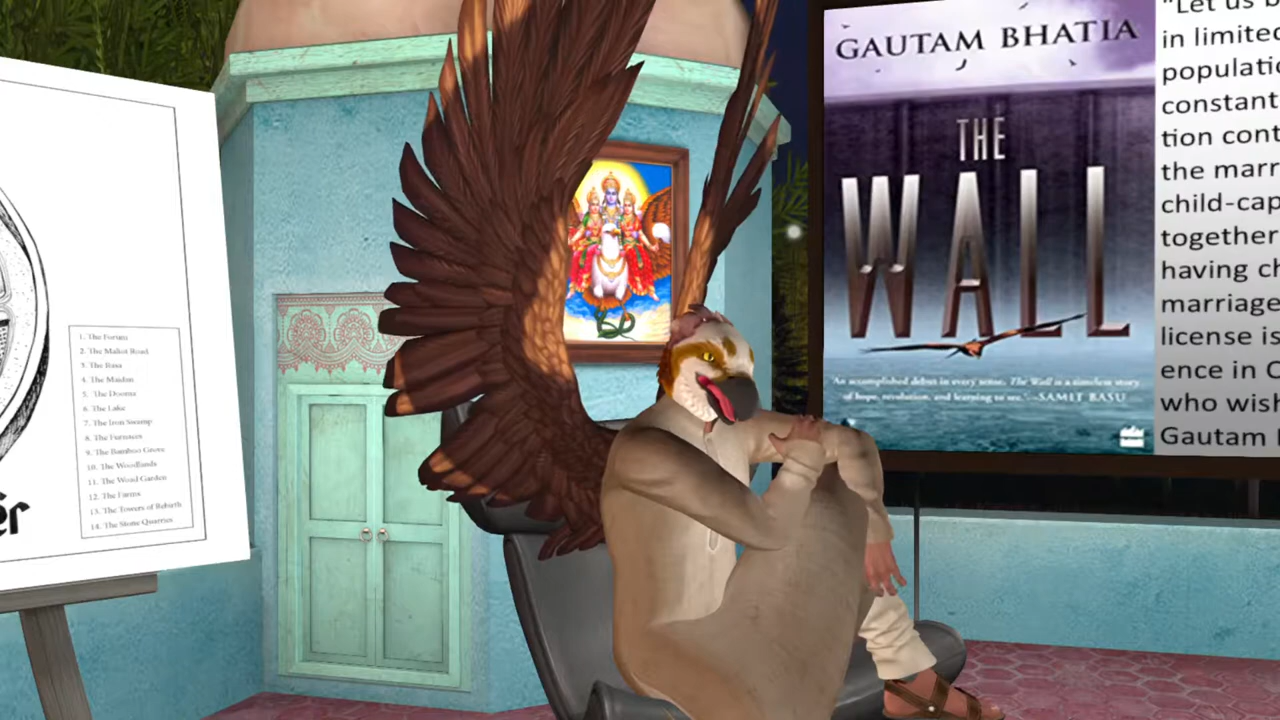 ër
1. The Forum
2. The Maliot Road
3. The Rasa
4. The Maidan
5. The Dooma
6. The Lake
7. The Iron Swamp
8. The Furnaces
9. The Bamboo Grove
10. The Woodlands
11. The Wood Garden
12. The Farms
13. The Towers of Rebirth
14. The Stone Quarries
GAUTAM BHATIA
THE
WALL
An accomplished debut in every sense. The Wall is a timeless story
of hope, revolution, and learning to see.'—SAMIT BASU
"Let us b
in limited
populatio
constant
tion cont
the marr
child-cap
together
having ch
marriage
license is
ence in C
who wish
Gautam